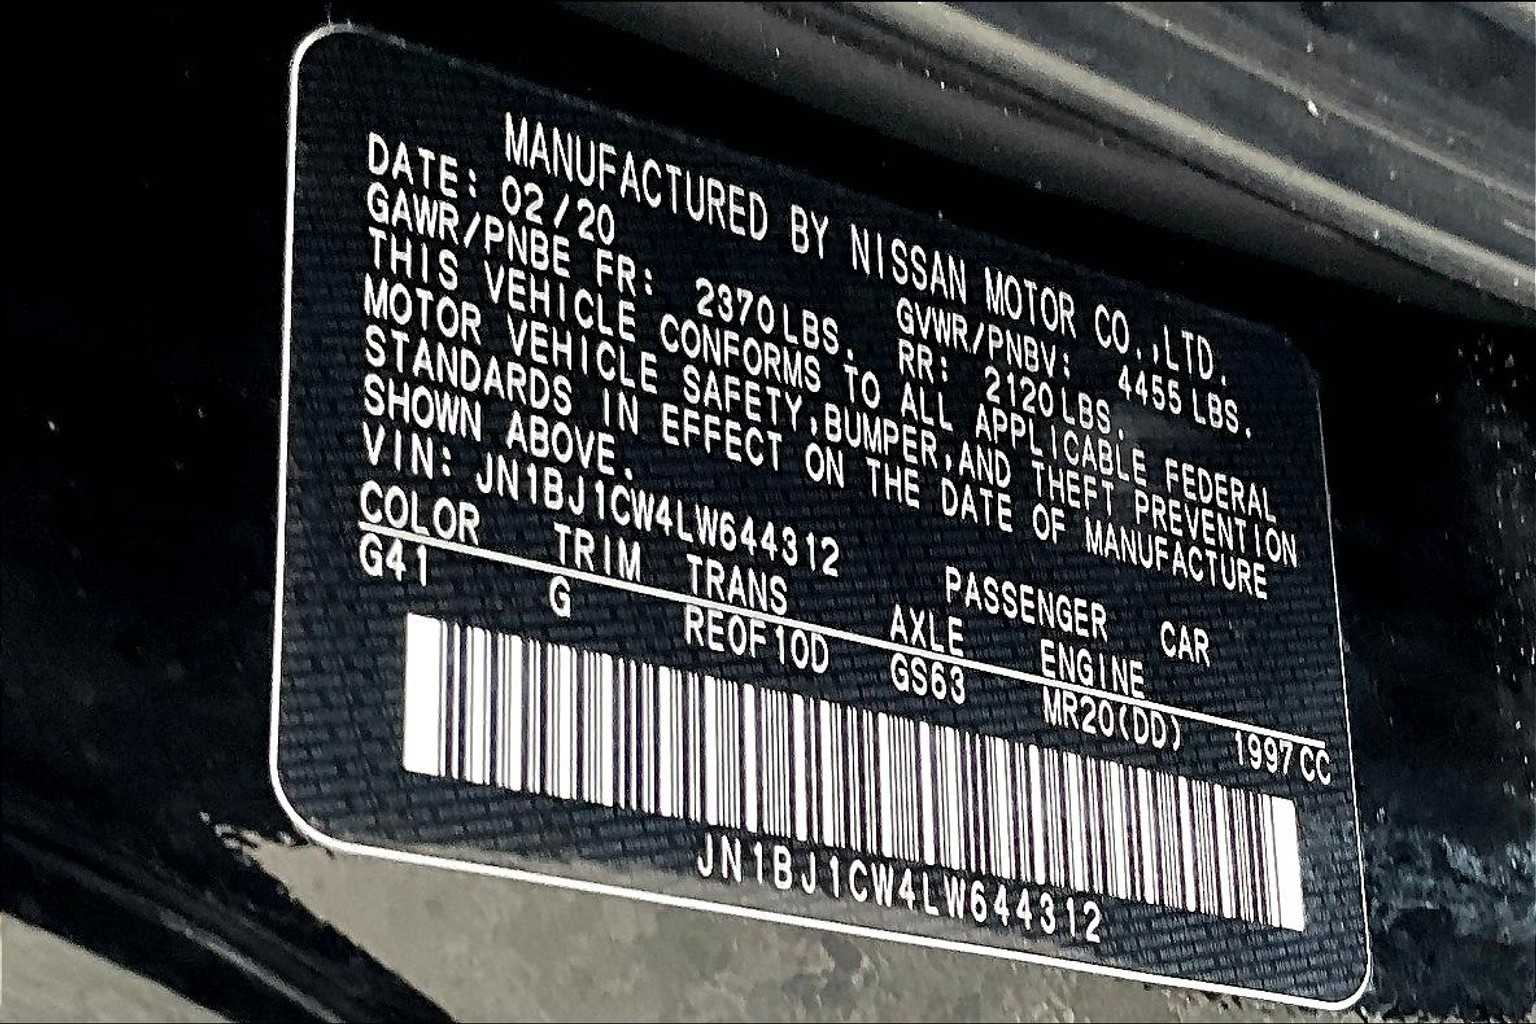 MANUFACTURED BY NISSAN MOTOR CO.,LTD.
DATE: 02/20 GVWR/PNBV: 4455LBS.
GAWR/PNBE FR: 2370LBS. RR: 2120LBS.
THIS VEHICLE CONFORMS TO ALL APPLICABLE FEDERAL
MOTOR VEHICLE SAFETY,BUMPER,AND THEFT PREVENTION
STANDARDS IN EFFECT ON THE DATE OF MANUFACTURE
SHOWN ABOVE.
VIN: JN1BJ1CW4LW644312 PASSENGER CAR
COLOR TRIM TRANS AXLE ENGINE
G41 G RE0F10D GS63 MR20(DD) 1997CC
JN1BJ1CW4LW644312